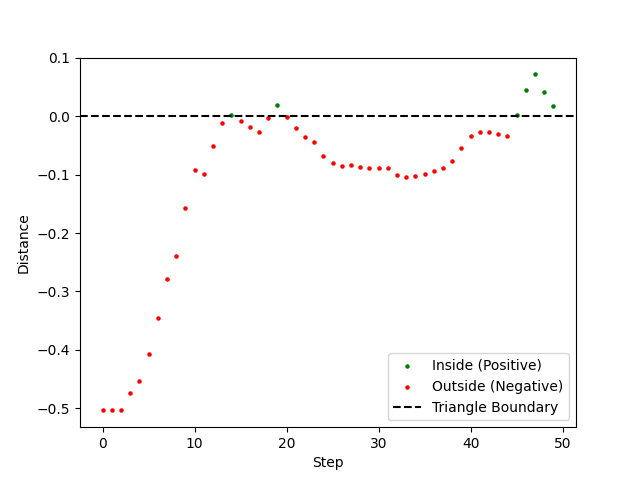 0.1
0.0
−0.1
−0.2
−0.3
−0.4
−0.5
Distance
0 10 20 30 40 50
Step
Inside (Positive)
Outside (Negative)
Triangle Boundary